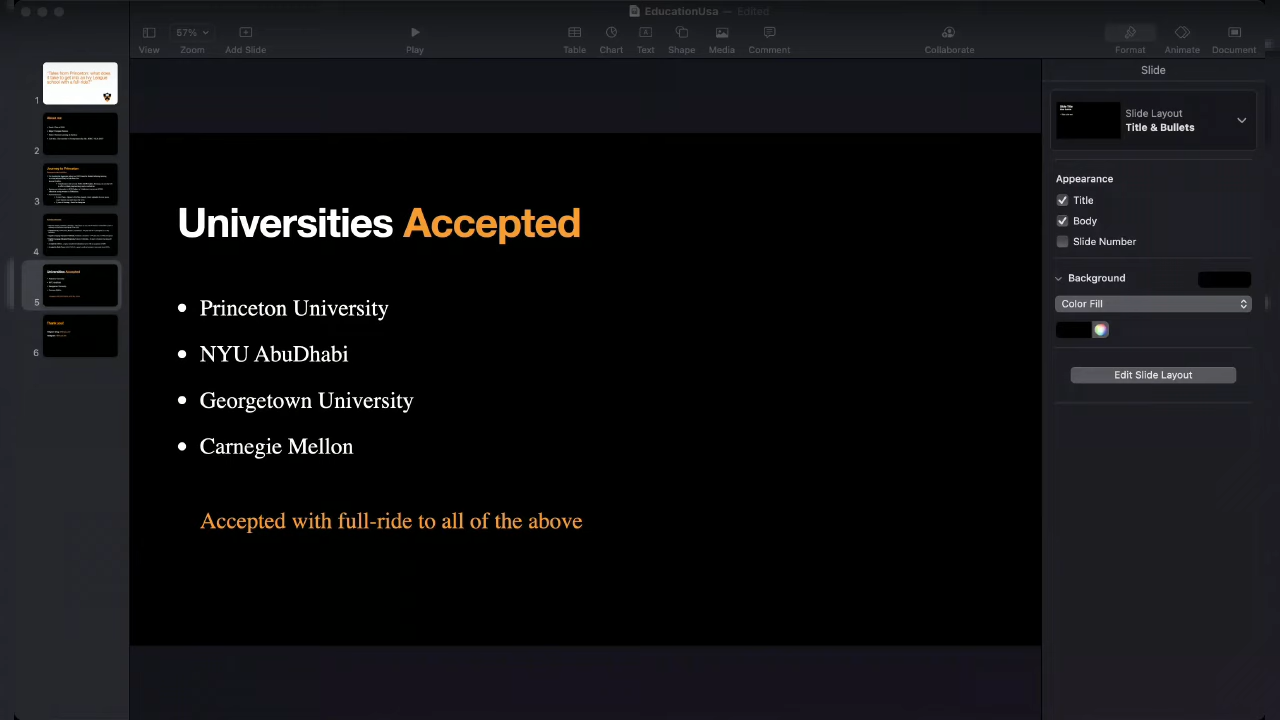 EducationUsa — Edited
57%
View
Zoom
Add Slide
Play
Table
Chart
Text
Shape
Media
Comment
Collaborate
Format
Animate
Document
1
2
3
4
5
6
Universities Accepted
Princeton University
NYU AbuDhabi
Georgetown University
Carnegie Mellon
Accepted with full-ride to all of the above
Slide
Slide Layout
Title & Bullets
Appearance
Title
Body
Slide Number
Background
Color Fill
Edit Slide Layout